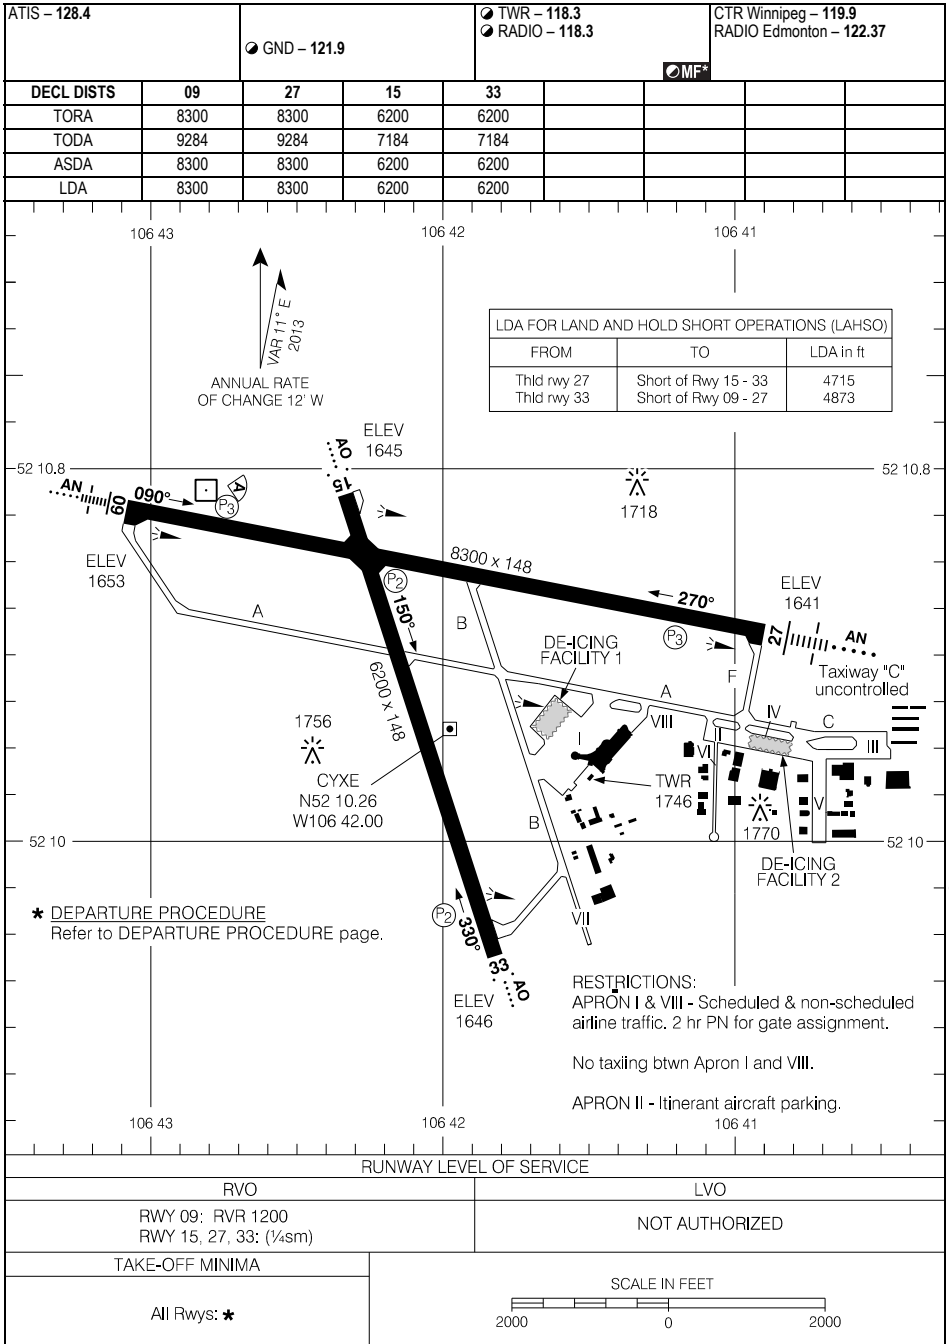 ATIS – 128.4
GND – 121.9
TWR – 118.3
RADIO – 118.3
MF*
CTR Winnipeg – 119.9
RADIO Edmonton – 122.37
DECL DISTS 09 27 15 33
TORA 8300 8300 6200 6200
TODA 9284 9284 7184 7184
ASDA 8300 8300 6200 6200
LDA 8300 8300 6200 6200
106 43 106 42 106 41
VAR 11° E
2013
ANNUAL RATE
OF CHANGE 12' W
LDA FOR LAND AND HOLD SHORT OPERATIONS (LAHSO)
FROM TO LDA in ft
Thld rwy 27 Short of Rwy 15 - 33 4715
Thld rwy 33 Short of Rwy 09 - 27 4873
ELEV
1645
AO
15
52 10.8
52 10.8
AN
09
090°
A
P3
1718
ELEV
1653
8300 x 148
P2
150°
A
B
270°
P3
ELEV
1641
27
AN
DE-ICING
FACILITY 1
Taxiway "C"
uncontrolled
F
A
6200 x 148
1756
CYXE
N52 10.26
W106 42.00
I
VIII
II
IV
C
III
VI
V
TWR
1746
1770
B
52 10
52 10
DE-ICING
FACILITY 2
* DEPARTURE PROCEDURE
Refer to DEPARTURE PROCEDURE page.
P2
330°
VII
33
AO
ELEV
1646
RESTRICTIONS:
APRON I & VIII - Scheduled & non-scheduled
airline traffic. 2 hr PN for gate assignment.
No taxiing btwn Apron I and VIII.
APRON II - Itinerant aircraft parking.
106 43 106 42 106 41
RUNWAY LEVEL OF SERVICE
RVO LVO
RWY 09: RVR 1200
RWY 15, 27, 33: (¼sm)
NOT AUTHORIZED
TAKE-OFF MINIMA
All Rwys: *
SCALE IN FEET
2000 0 2000